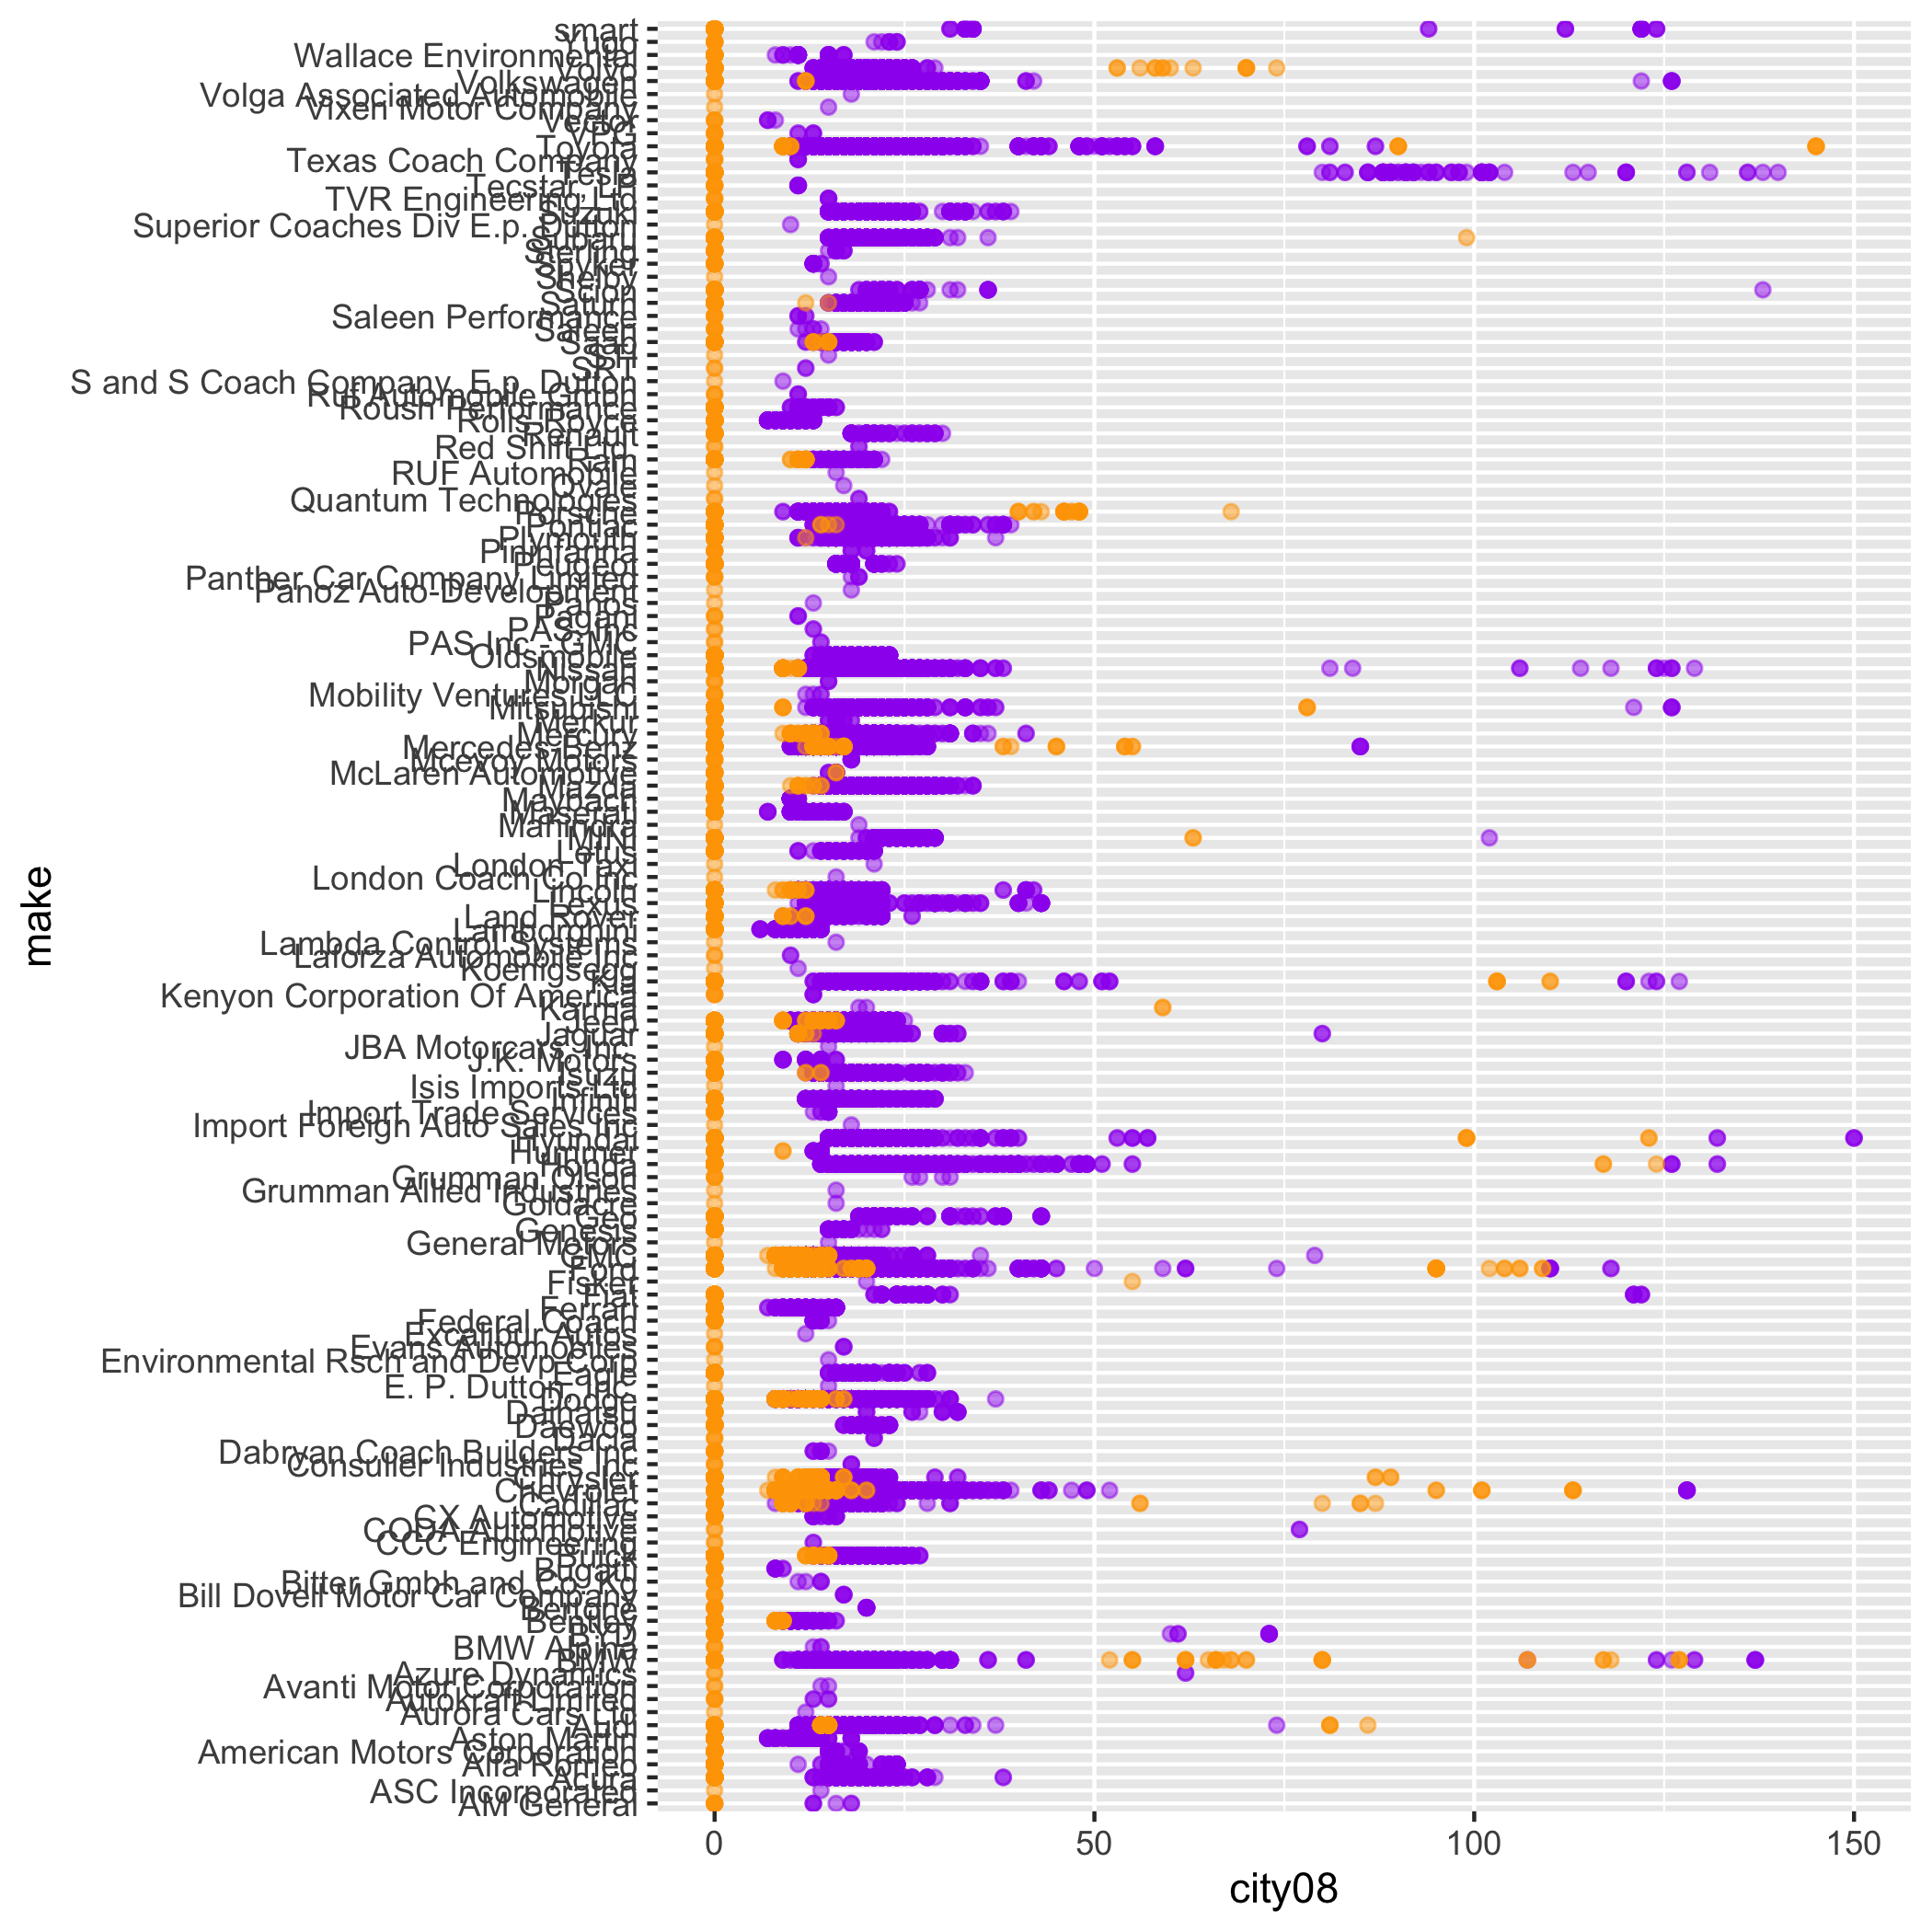 smart
Yugo
Wallace Environmental
Volvo
Volkswagen
Volga Associated Automobile
Vixen Motor Company
Vector
VPG
Toyota
Texas Coach Company
Tesla
Tecstar, LP
TVR Engineering Ltd
Suzuki
Superior Coaches Div E.p. Dutton
Subaru
Sterling
Spyker
Shelby
Scion
Saturn
Saleen Performance
Saleen
Saab
SRT
S and S Coach Company E.p. Dutton
Ruf Automobile Gmbh
Roush Performance
Rolls-Royce
Renault
Red Shift Ltd.
Ram
RUF Automobile
Qvale
Quantum Technologies
Porsche
Pontiac
Plymouth
Pininfarina
Peugeot
Panther Car Company Limited
Panoz Auto-Development
Panos
Pagani
PAS, Inc
PAS Inc - GMC
Oldsmobile
Nissan
Morgan
Mobility Ventures LLC
Mitsubishi
Merkur
Mercury
Mercedes-Benz
Mcevoy Motors
McLaren Automotive
Mazda
Maybach
Maserati
Mahindra
MINI
Lotus
London Taxi
London Coach Co Inc
Lincoln
Lexus
Land Rover
Lamborghini
Lambda Control Systems
Laforza Automobile Inc
Koenigsegg
Kia
Kenyon Corporation Of America
Karma
Jeep
Jaguar
JBA Motorcars, Inc.
J.K. Motors
Isuzu
Isis Imports Ltd
Infiniti
Import Trade Services
Import Foreign Auto Sales Inc
Hyundai
Hummer
Honda
Grumman Olson
Grumman Allied Industries
Goldacre
Geo
Genesis
General Motors
GMC
Ford
Fisker
Fiat
Ferrari
Federal Coach
Excalibur Autos
Evans Automobiles
Environmental Rsch and Devp Corp
Eagle
E. P. Dutton, Inc.
Dodge
Daihatsu
Daewoo
Dacia
Dabryan Coach Builders Inc
Consulier Industries Inc
Chrysler
Chevrolet
Cadillac
CX Automotive
CODA Automotive
CCC Engineering
Buick
Bugatti
Bitter Gmbh and Co. Kg
Bill Dovell Motor Car Company
Bertone
Bentley
BYD
BMW Alpina
BMW
Azure Dynamics
Avanti Motor Corporation
Autokraft Limited
Aurora Cars Ltd
Audi
Aston Martin
American Motors Corporation
Alfa Romeo
Acura
ASC Incorporated
AM General
make
0 50 100 150
city08